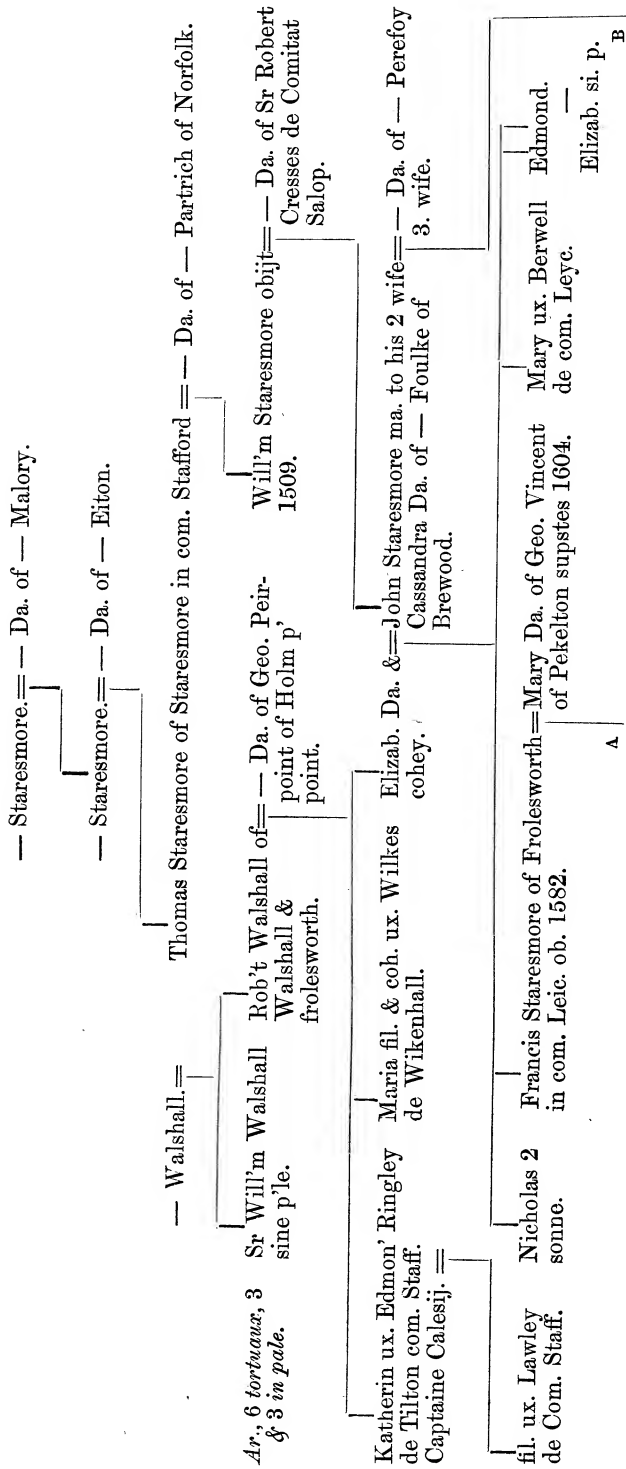 — Staresmore.=— Da. of — Malory.
— Staresmore.=— Da. of — Eiton.
— Walshall.=
Thomas Staresmore of Staresmore in com. Stafford=— Da. of — Partrich of Norfolk.
Ar., 6 tortuaux, 3
& 3 in pale.
Sr Will'm Walshall
sine p'le.
Rob't Walshall of=— Da. of Geo. Peir-
Walshall &
frolesworth.
point of Holm p'
point.
Will'm Staresmore obijt=— Da. of Sr Robert
1509.
Cresses de Comitat
Salop.
Katherin ux. Edmon' Ringley
de Tilton com. Staff.
Captaine Calesij. =
Maria fil. & coh. ux. Wilkes
de Wikenhall.
Elizab. Da. &=John Staresmore ma. to his 2 wife=— Da. of — Perefoy
cohey.
Cassandra Da. of — Foulke of
Brewood.
3. wife.
fil. ux. Lawley
de Com. Staff.
Nicholas 2
sonne.
Francis Staresmore of Frolesworth=Mary Da. of Geo. Vincent
in com. Leic. ob. 1582.
of Pekelton supstes 1604.
Mary ux. Berwell
de com. Leyc.
Edmond.
—
Elizab. si. p.
A
B